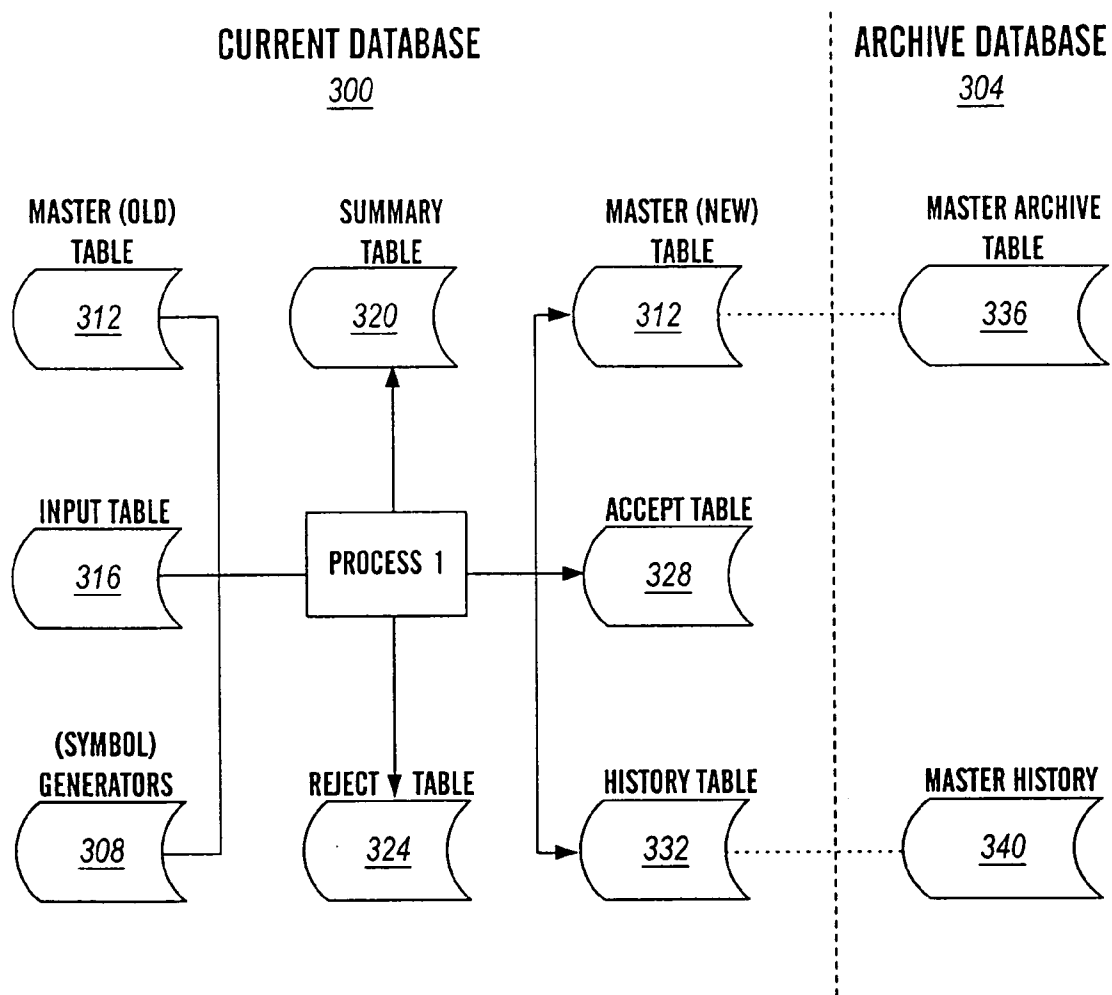 CURRENT DATABASE
300
ARCHIVE DATABASE
304
MASTER (OLD)
TABLE
312
SUMMARY
TABLE
320
MASTER (NEW)
TABLE
312
MASTER ARCHIVE
TABLE
336
INPUT TABLE
316
PROCESS 1
ACCEPT TABLE
328
(SYMBOL)
GENERATORS
308
REJECT TABLE
324
HISTORY TABLE
332
MASTER HISTORY
340